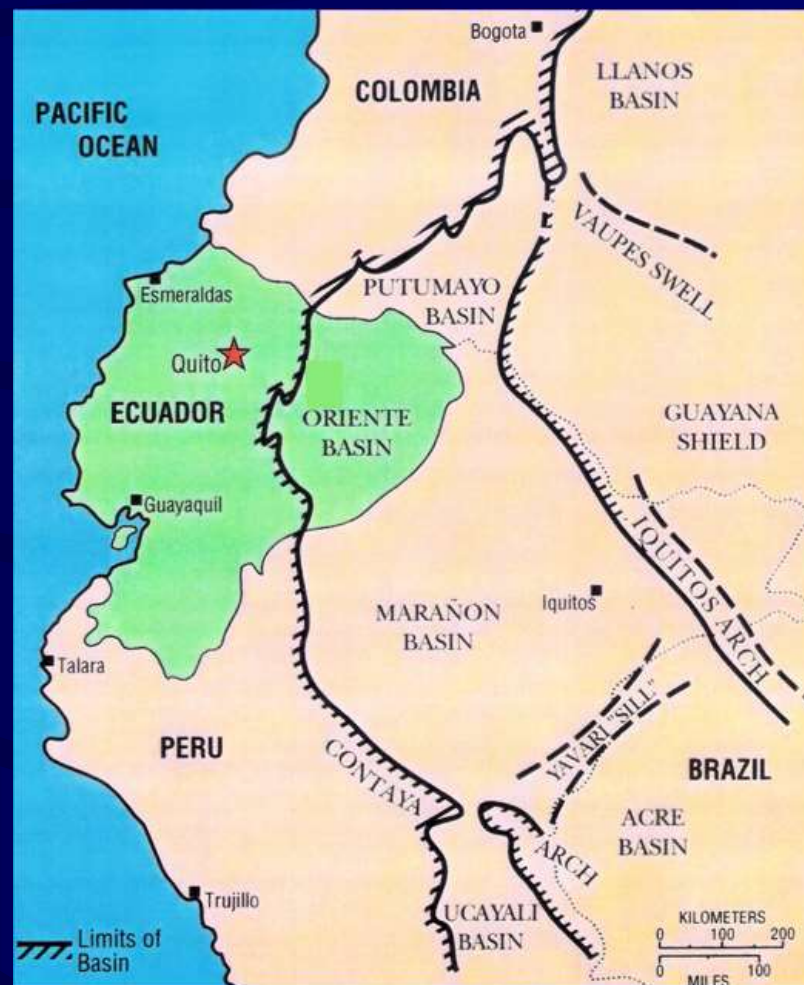 Bogota
LLANOS
BASIN
COLOMBIA
PACIFIC
OCEAN
VAUPES SWELL
Esmeraldas
PUTUMAYO
BASIN
Quito
ECUADOR
ORIENTE
BASIN
GUAYANA
SHIELD
Guayaquil
IQUITOS ARCH
MARAÑON
BASIN
Iquitos
Talara
PERU
CONTAYA
ARCH
YAVARI "SILL"
BRAZIL
ACRE
BASIN
Trujillo
UCAYALI
BASIN
Limits of
Basin
KILOMETERS
0 100 200
0 100
MILES